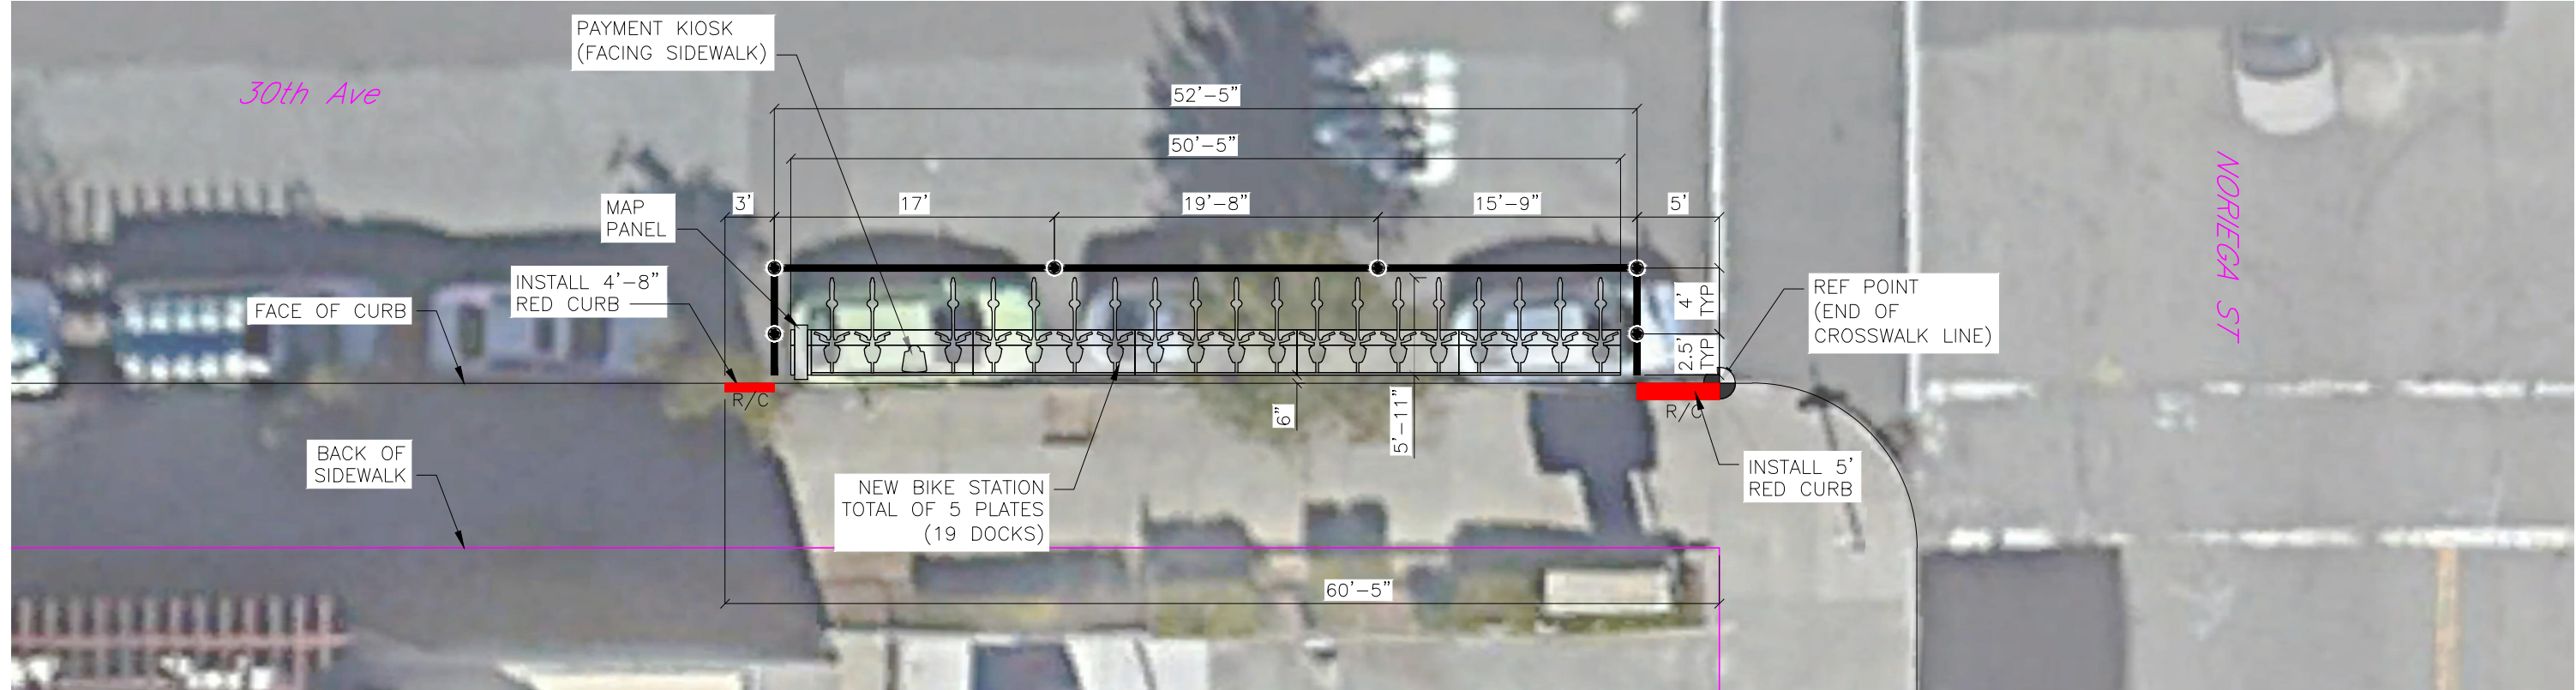 PAYMENT KIOSK
(FACING SIDEWALK)
30th Ave
52'-5"
50'-5"
MAP
PANEL
3'
17'
19'-8"
15'-9"
5'
NORIEGA ST
INSTALL 4'-8"
RED CURB
FACE OF CURB
4'
TYP
2.5'
TYP
REF POINT
(END OF
CROSSWALK LINE)
R/C
R/C
6"
5'-11"
BACK OF
SIDEWALK
NEW BIKE STATION
TOTAL OF 5 PLATES
(19 DOCKS)
INSTALL 5'
RED CURB
60'-5"